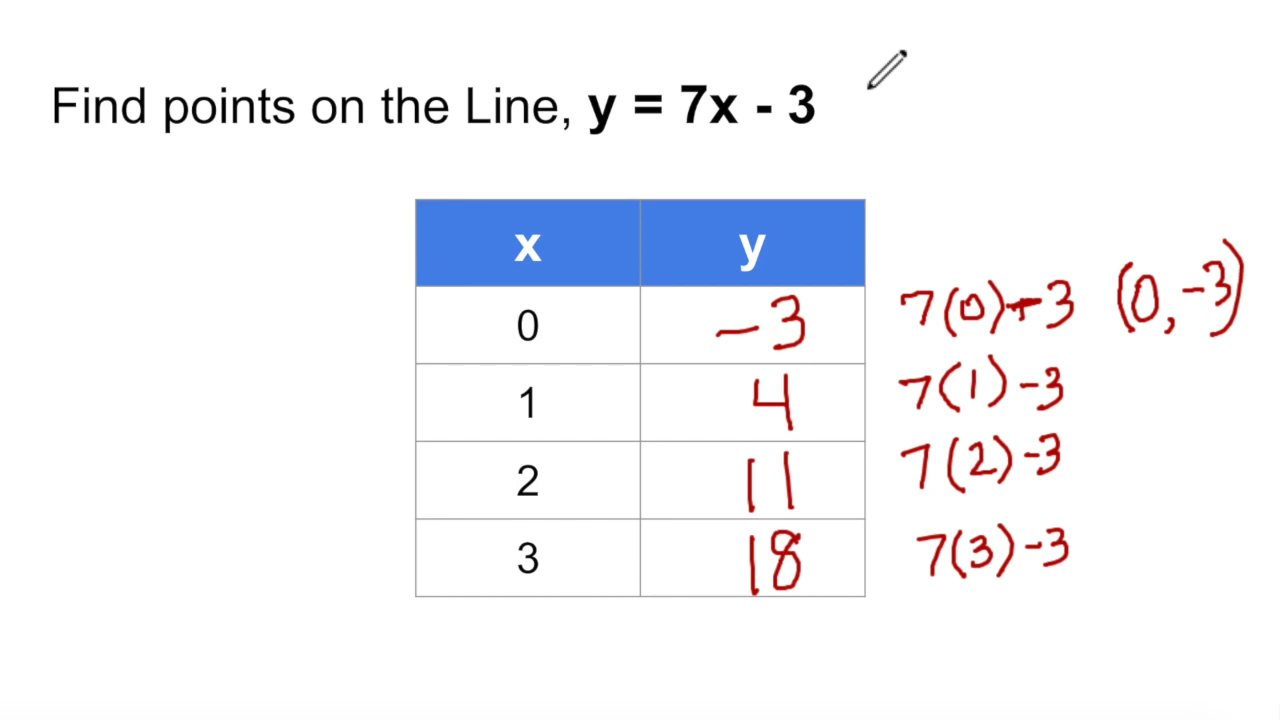 Find points on the Line, y = 7x - 3
x y
0 -3 7(0)-3 (0,-3)
1 4 7(1)-3
2 11 7(2)-3
3 18 7(3)-3